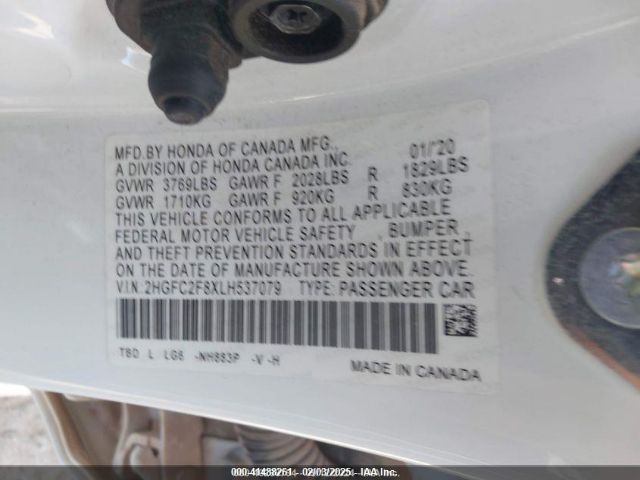 MFD.BY HONDA OF CANADA MFG., 01/'20
A DIVISION OF HONDA CANADA INC.
GVWR 3769LBS GAWR F 2028LBS R 1829LBS
GVWR 1710KG GAWR F 920KG R 830KG
THIS VEHICLE CONFORMS TO ALL APPLICABLE
FEDERAL MOTOR VEHICLE SAFETY , BUMPER ,
AND THEFT PREVENTION STANDARDS IN EFFECT
ON THE DATE OF MANUFACTURE SHOWN ABOVE.
V.I.N: 2HGFC2F8XLH537079 TYPE: PASSENGER CAR
TBD L LG6 -NH883P -V -H
MADE IN CANADA
02/03/2025 IAA Inc.